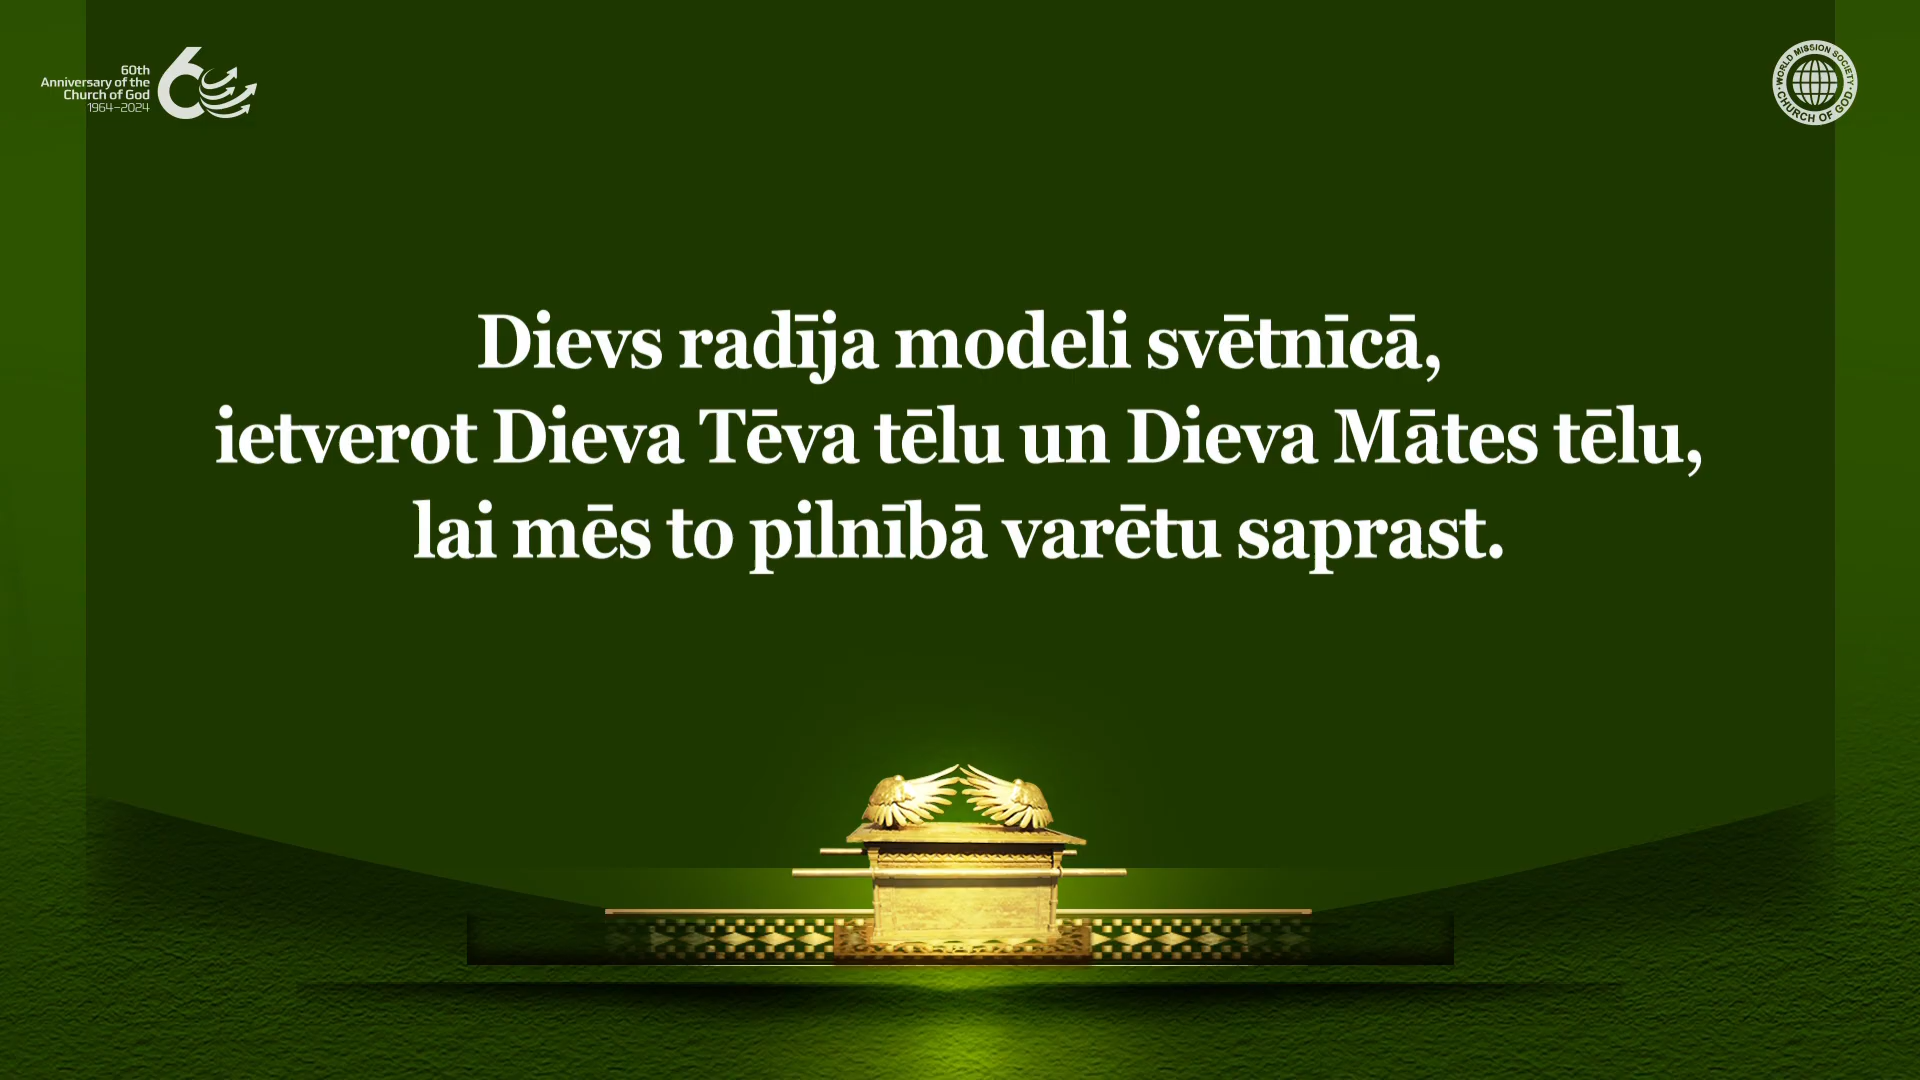 60th
Anniversary of the
Church of God
1964–2024
60
WORLD MISSION SOCIETY
CHURCH OF GOD
Dievs radīja modeli svētnīcā,
ietverot Dieva Tēva tēlu un Dieva Mātes tēlu,
lai mēs to pilnībā varētu saprast.